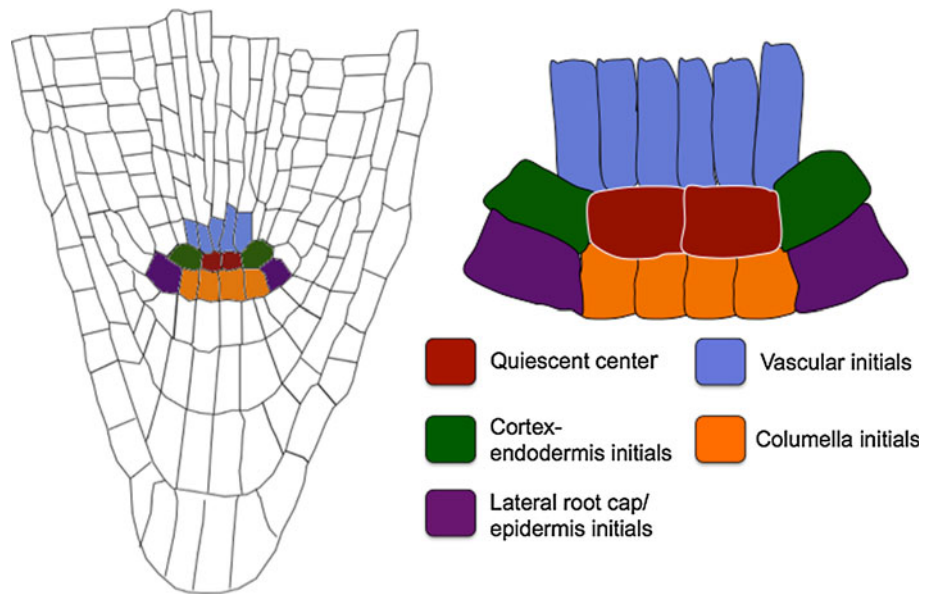 Quiescent center
Vascular initials
Cortex-
endodermis initials
Columella initials
Lateral root cap/
epidermis initials